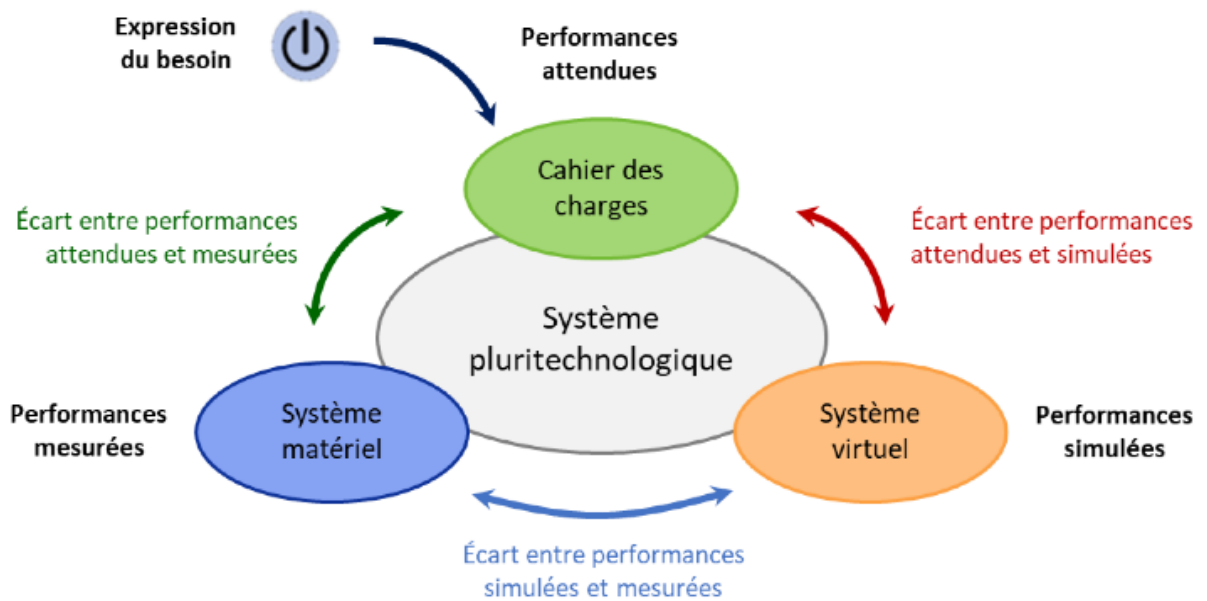 Expression
du besoin
Performances
attendues
Cahier des
charges
Écart entre performances
attendues et mesurées
Écart entre performances
attendues et simulées
Système
pluritechnologique
Performances
mesurées
Système
matériel
Système
virtuel
Performances
simulées
Écart entre performances
simulées et mesurées